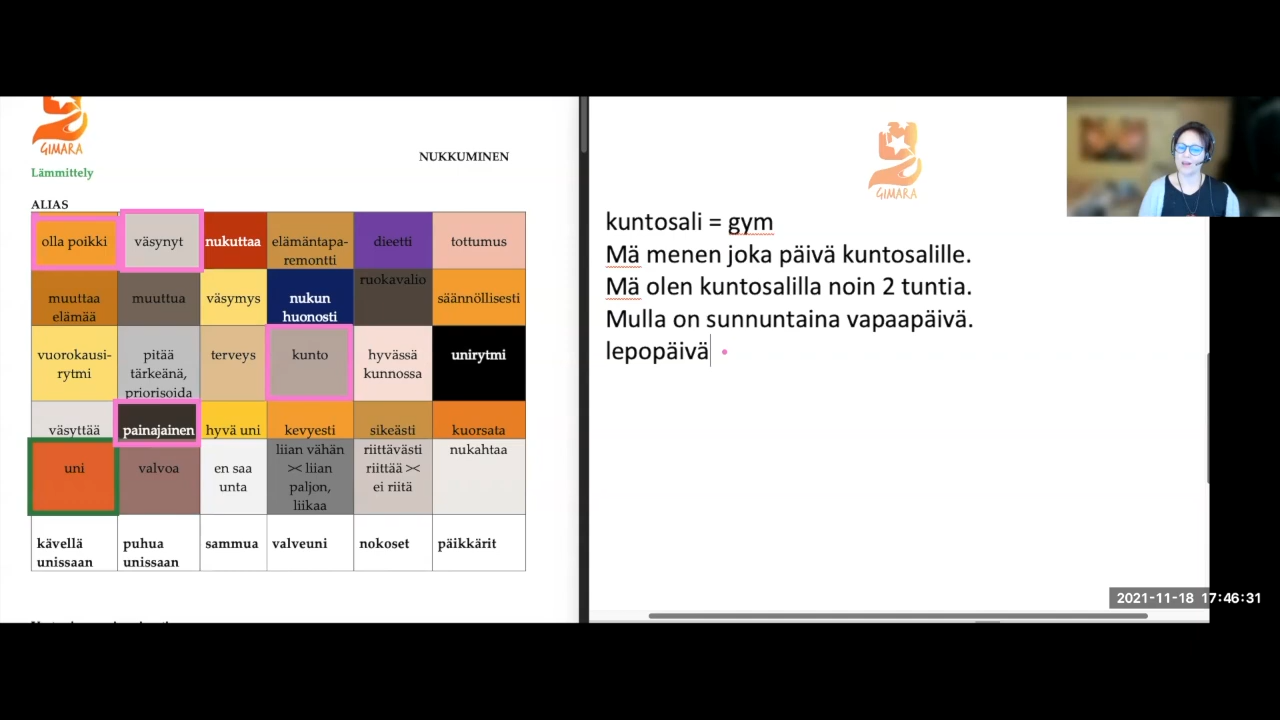 GIMARA
NUKKUMINEN
Lämmittely
ALIAS
olla poikki
väsynyt
nukuttaa
elämäntapa-
remontti
dieetti
tottumus
muuttaa
elämää
muuttua
väsymys
nukun
huonosti
ruokavalio
säännöllisesti
vuorokausi-
rytmi
pitää
tärkeänä,
priorisoida
terveys
kunto
hyvässä
kunnossa
unirytmi
väsyttää
painajainen
hyvä uni
kevyesti
sikeästi
kuorsata
uni
valvoa
en saa
unta
liian vähän
>< liian
paljon,
liikaa
riittävästi
riittää ><
ei riitä
nukahtaa
kävellä
unissaan
puhua
unissaan
sammua
valveuni
nokoset
päikkärit
GIMARA
kuntosali = gym
Mä menen joka päivä kuntosalille.
Mä olen kuntosalilla noin 2 tuntia.
Mulla on sunnuntaina vapaapäivä.
lepopäivä
2021-11-18 17:46:31